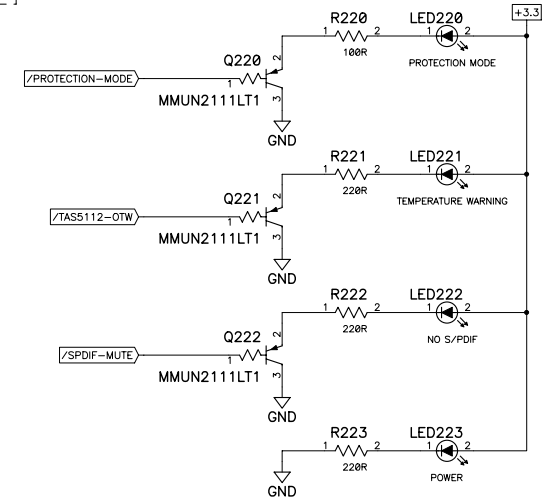 +3.3
R220 LED220
1 2 1 2
100R
PROTECTION MODE
Q220
2
/PROTECTION-MODE
1
MMUN2111LT1
3
GND
R221 LED221
1 2 1 2
220R
TEMPERATURE WARNING
Q221
2
/TAS5112-OTW
1
MMUN2111LT1
3
GND
R222 LED222
1 2 1 2
220R
NO S/PDIF
Q222
2
/SPDIF-MUTE
1
MMUN2111LT1
3
GND
R223 LED223
1 2 1 2
220R
POWER
GND